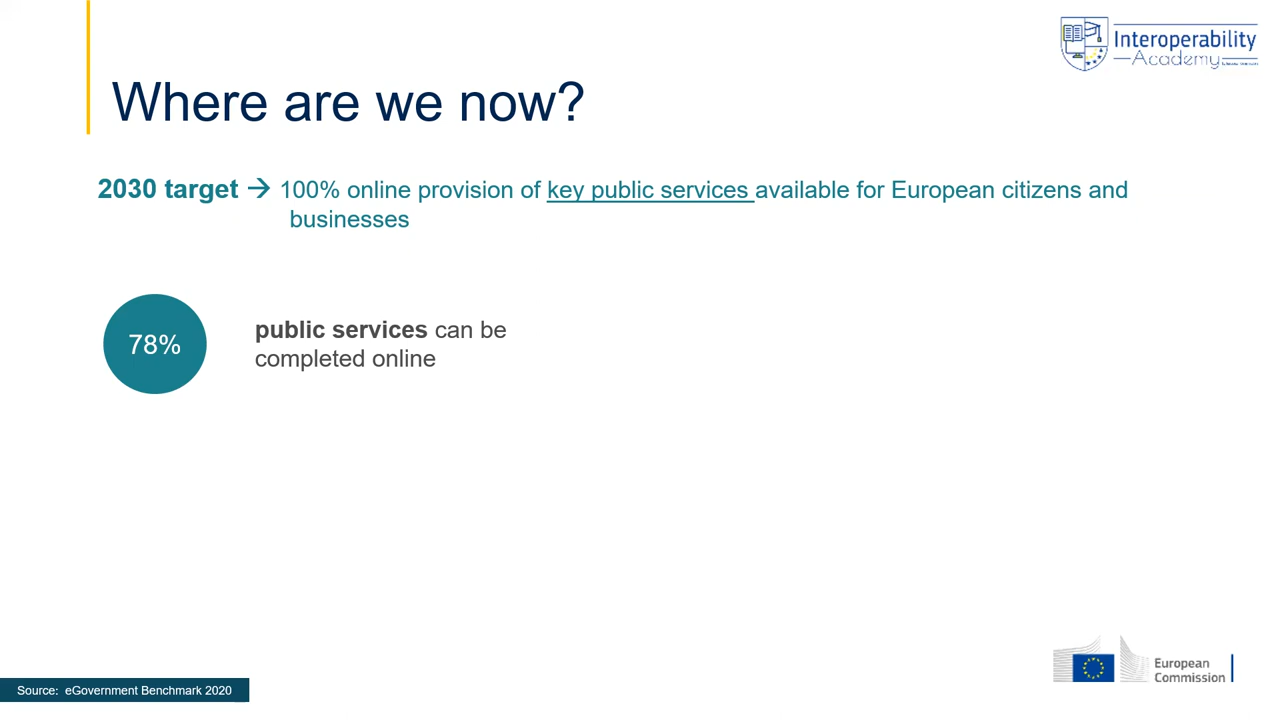 Interoperability
Academy
Where are we now?
2030 target → 100% online provision of key public services available for European citizens and
businesses
78%
public services can be
completed online
European
Commission
Source: eGovernment Benchmark 2020